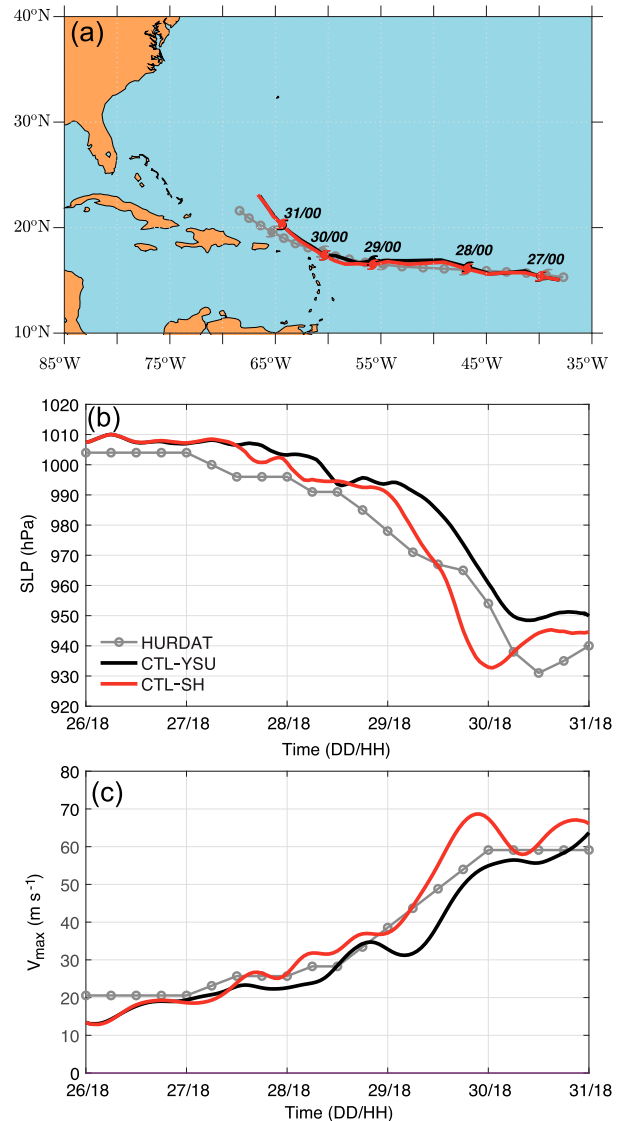 (a)
40°N
30°N
20°N
10°N
31/00
30/00
29/00
28/00
27/00
85°W 75°W 65°W 55°W 45°W 35°W
(b)
1020
1010
1000
990
980
970
960
950
940
930
920
SLP (hPa)
HURDAT
CTL-YSU
CTL-SH
26/18 27/18 28/18 29/18 30/18 31/18
Time (DD/HH)
(c)
80
70
60
50
40
30
20
10
0
Vmax (m s-1)
26/18 27/18 28/18 29/18 30/18 31/18
Time (DD/HH)